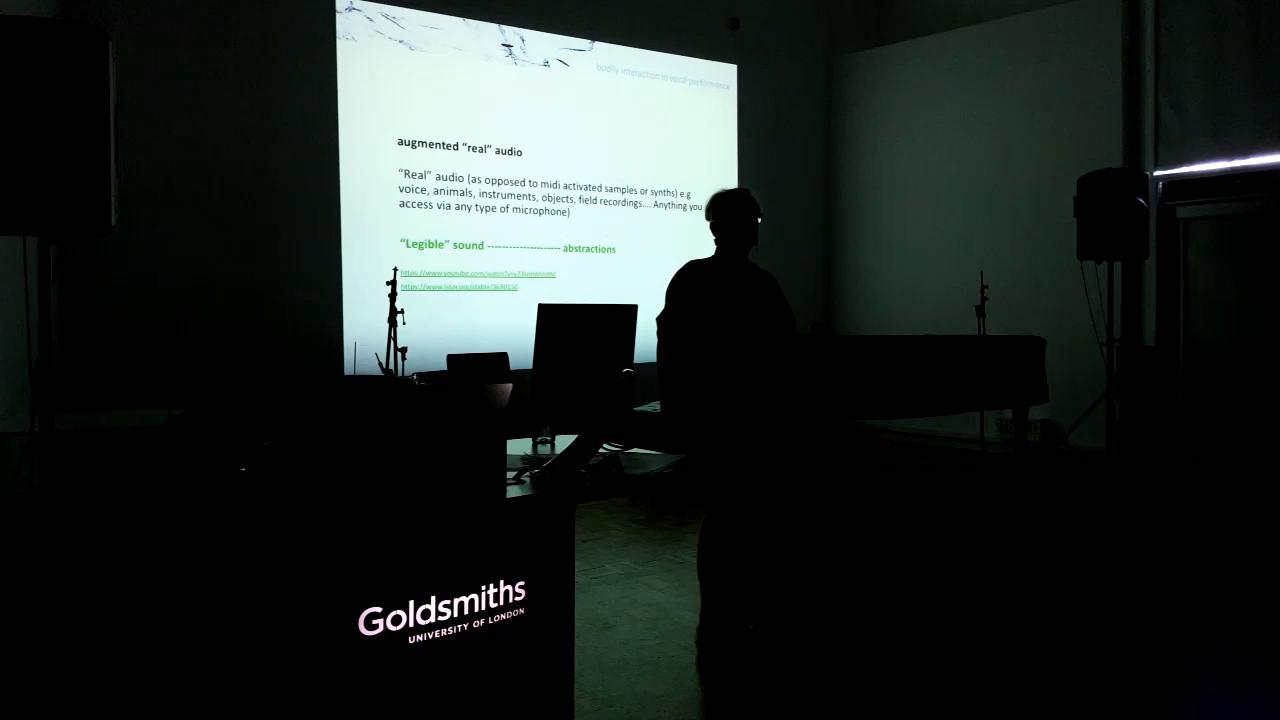 bodily interaction in vocal performance
augmented “real” audio
“Real” audio (as opposed to midi activated samples or synths) e.g
voice, animals, instruments, objects, field recordings.... Anything you
access via any type of microphone)
“Legible” sound --------------------- abstractions
Goldsmiths
UNIVERSITY OF LONDON